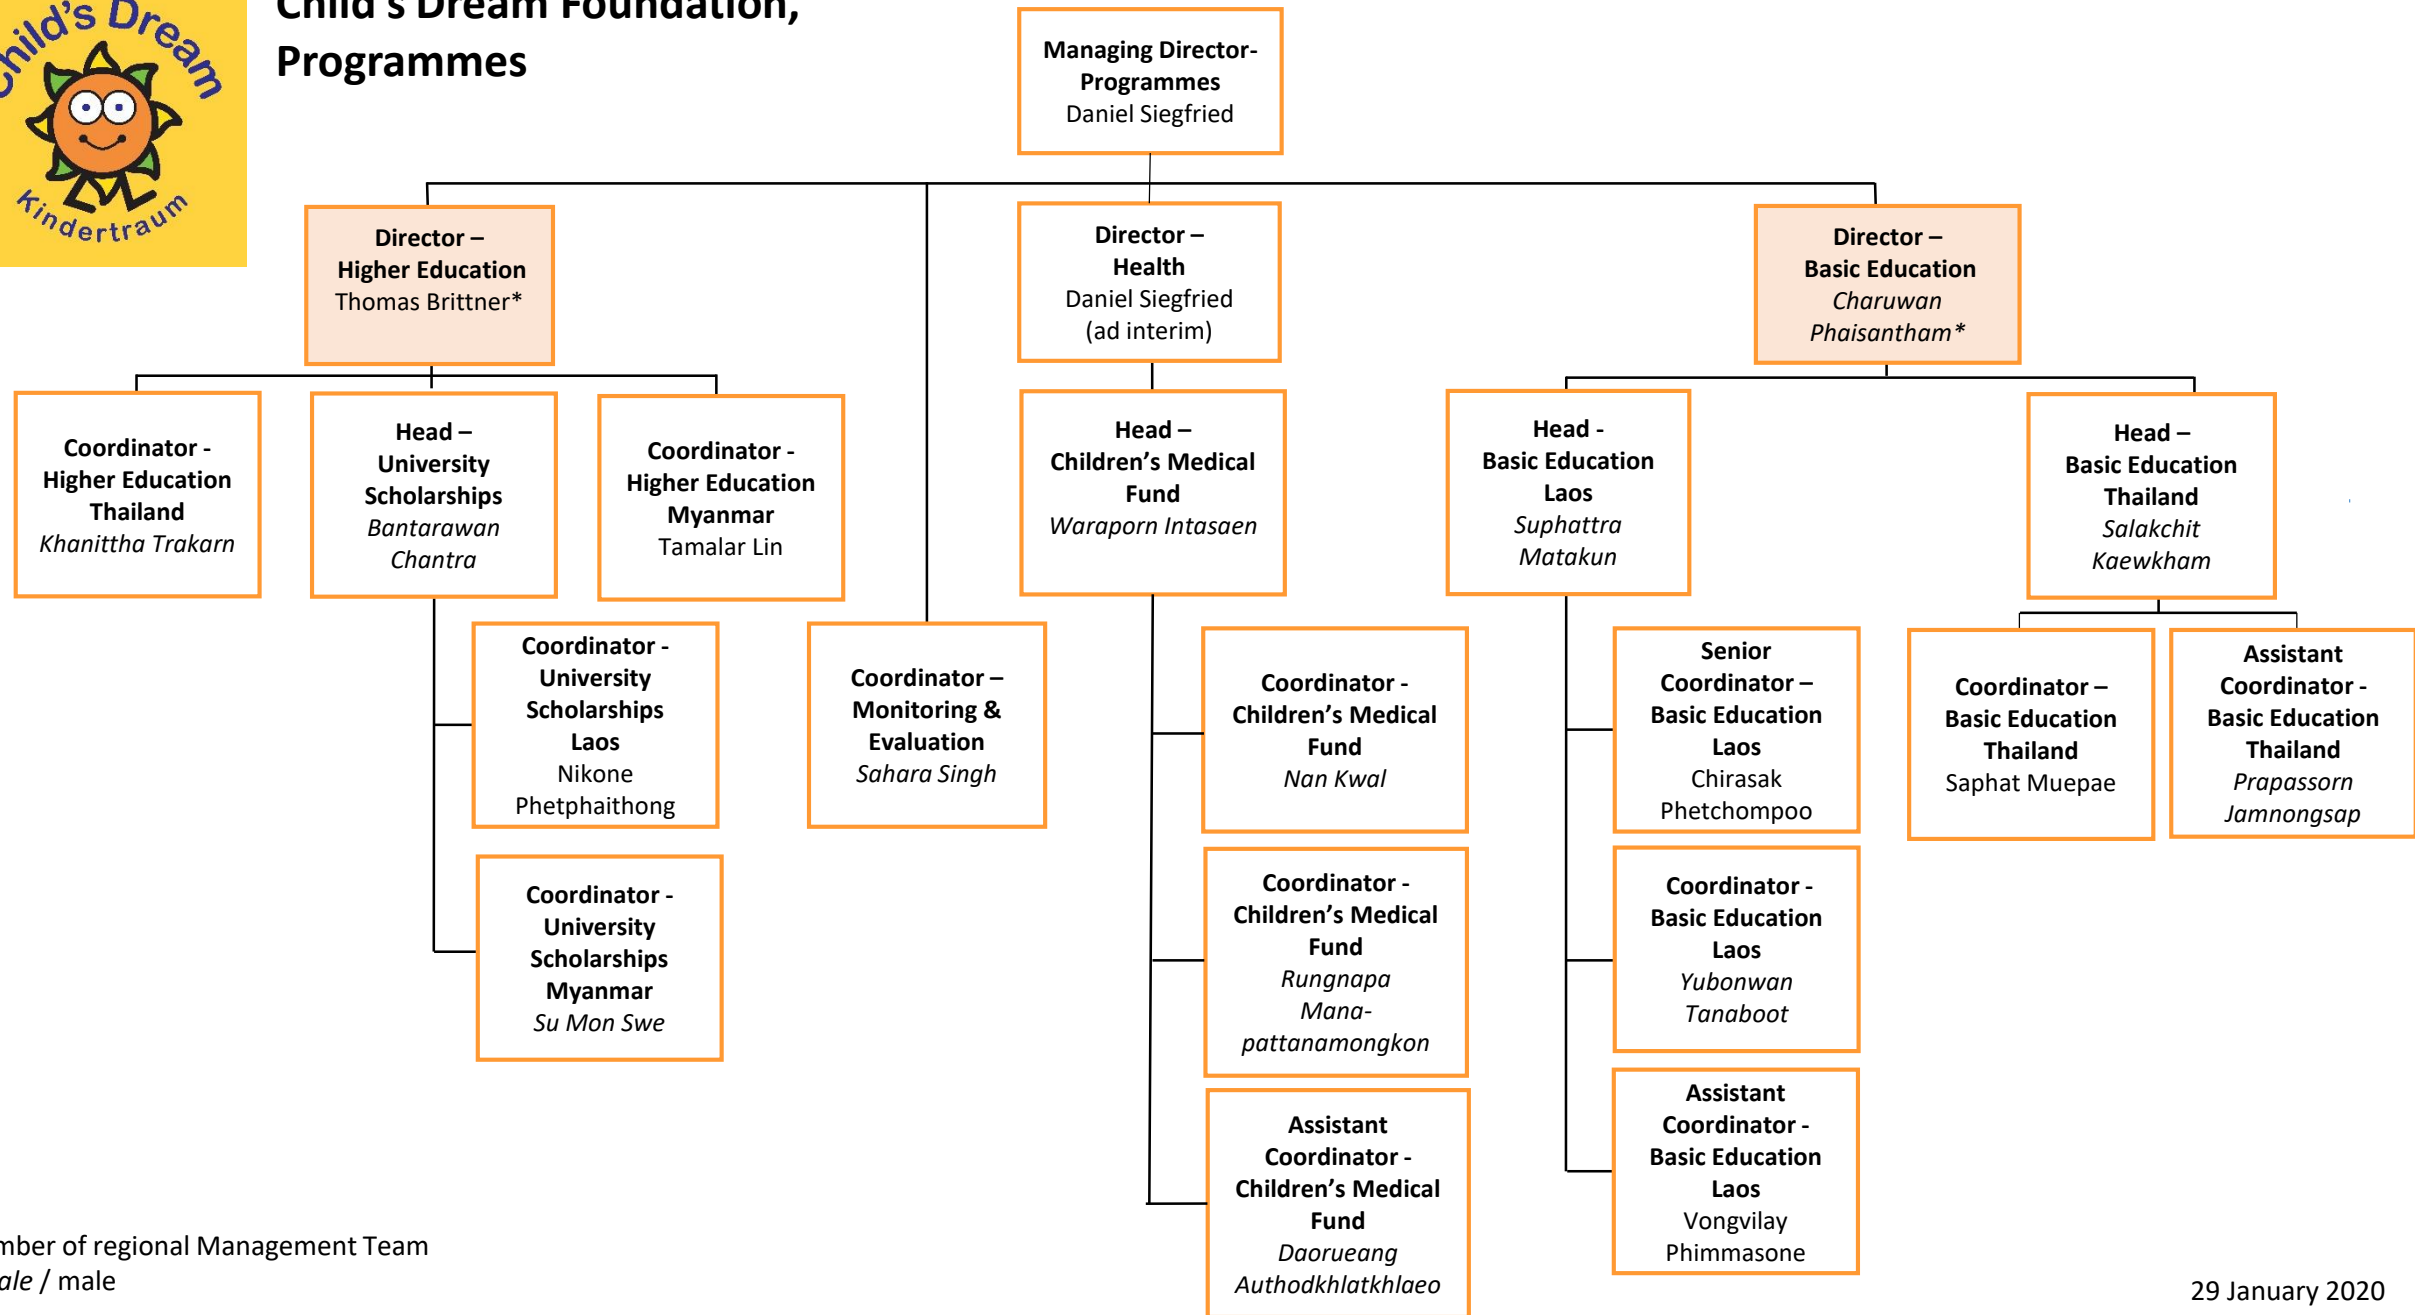 Child's Dream
Kindertraum
Child's Dream Foundation,
Programmes
Managing Director-
Programmes
Daniel Siegfried
Director –
Higher Education
Thomas Brittner*
Director –
Health
Daniel Siegfried
(ad interim)
Director –
Basic Education
Charuwan
Phaisantham*
Coordinator -
Higher Education
Thailand
Khanittha Trakarn
Head –
University
Scholarships
Bantarawan
Chantra
Coordinator -
Higher Education
Myanmar
Tamalar Lin
Head –
Children’s Medical
Fund
Waraporn Intasaen
Head -
Basic Education
Laos
Suphattra
Matakun
Head –
Basic Education
Thailand
Salakchit
Kaewkham
Coordinator -
University
Scholarships
Laos
Nikone
Phetphaithong
Coordinator –
Monitoring &
Evaluation
Sahara Singh
Coordinator -
Children’s Medical
Fund
Nan Kwal
Senior
Coordinator –
Basic Education
Laos
Chirasak
Phetchompoo
Coordinator –
Basic Education
Thailand
Saphat Muepae
Assistant
Coordinator -
Basic Education
Thailand
Prapassorn
Jamnongsap
Coordinator -
University
Scholarships
Myanmar
Su Mon Swe
Coordinator -
Children’s Medical
Fund
Rungnapa
Mana-
pattanamongkon
Coordinator -
Basic Education
Laos
Yubonwan
Tanaboot
Assistant
Coordinator -
Children’s Medical
Fund
Daorueang
Authodkhlatkhlaeo
Assistant
Coordinator -
Basic Education
Laos
Vongvilay
Phimmasone
mber of regional Management Team
ale / male
29 January 2020